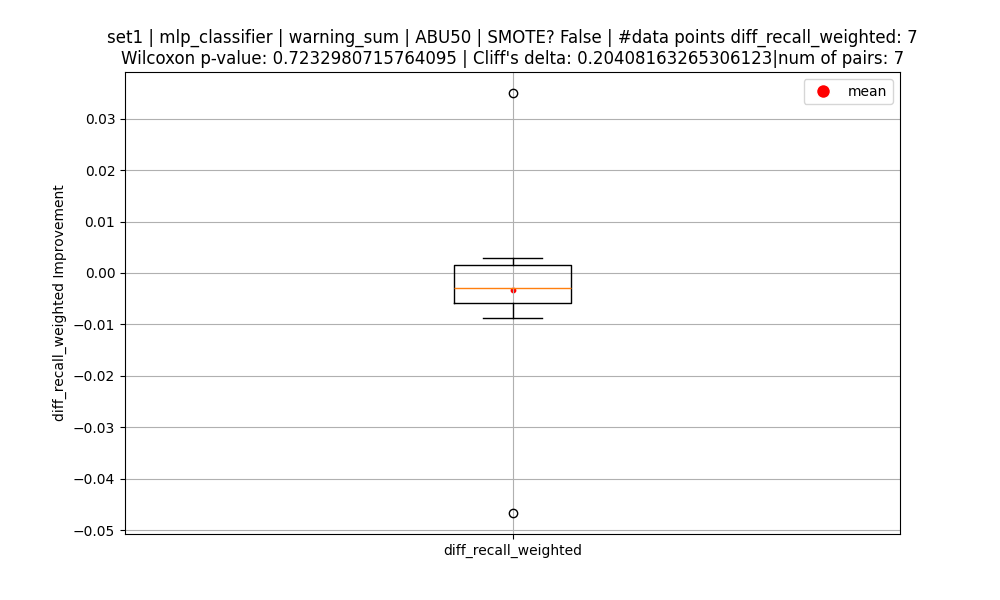 set1 | mlp_classifier | warning_sum | ABU50 | SMOTE? False | #data points diff_recall_weighted: 7
Wilcoxon p-value: 0.7232980715764095 | Cliff's delta: 0.20408163265306123|num of pairs: 7
mean
0.03
0.02
0.01
0.00
−0.01
−0.02
−0.03
−0.04
−0.05
diff_recall_weighted Improvement
diff_recall_weighted